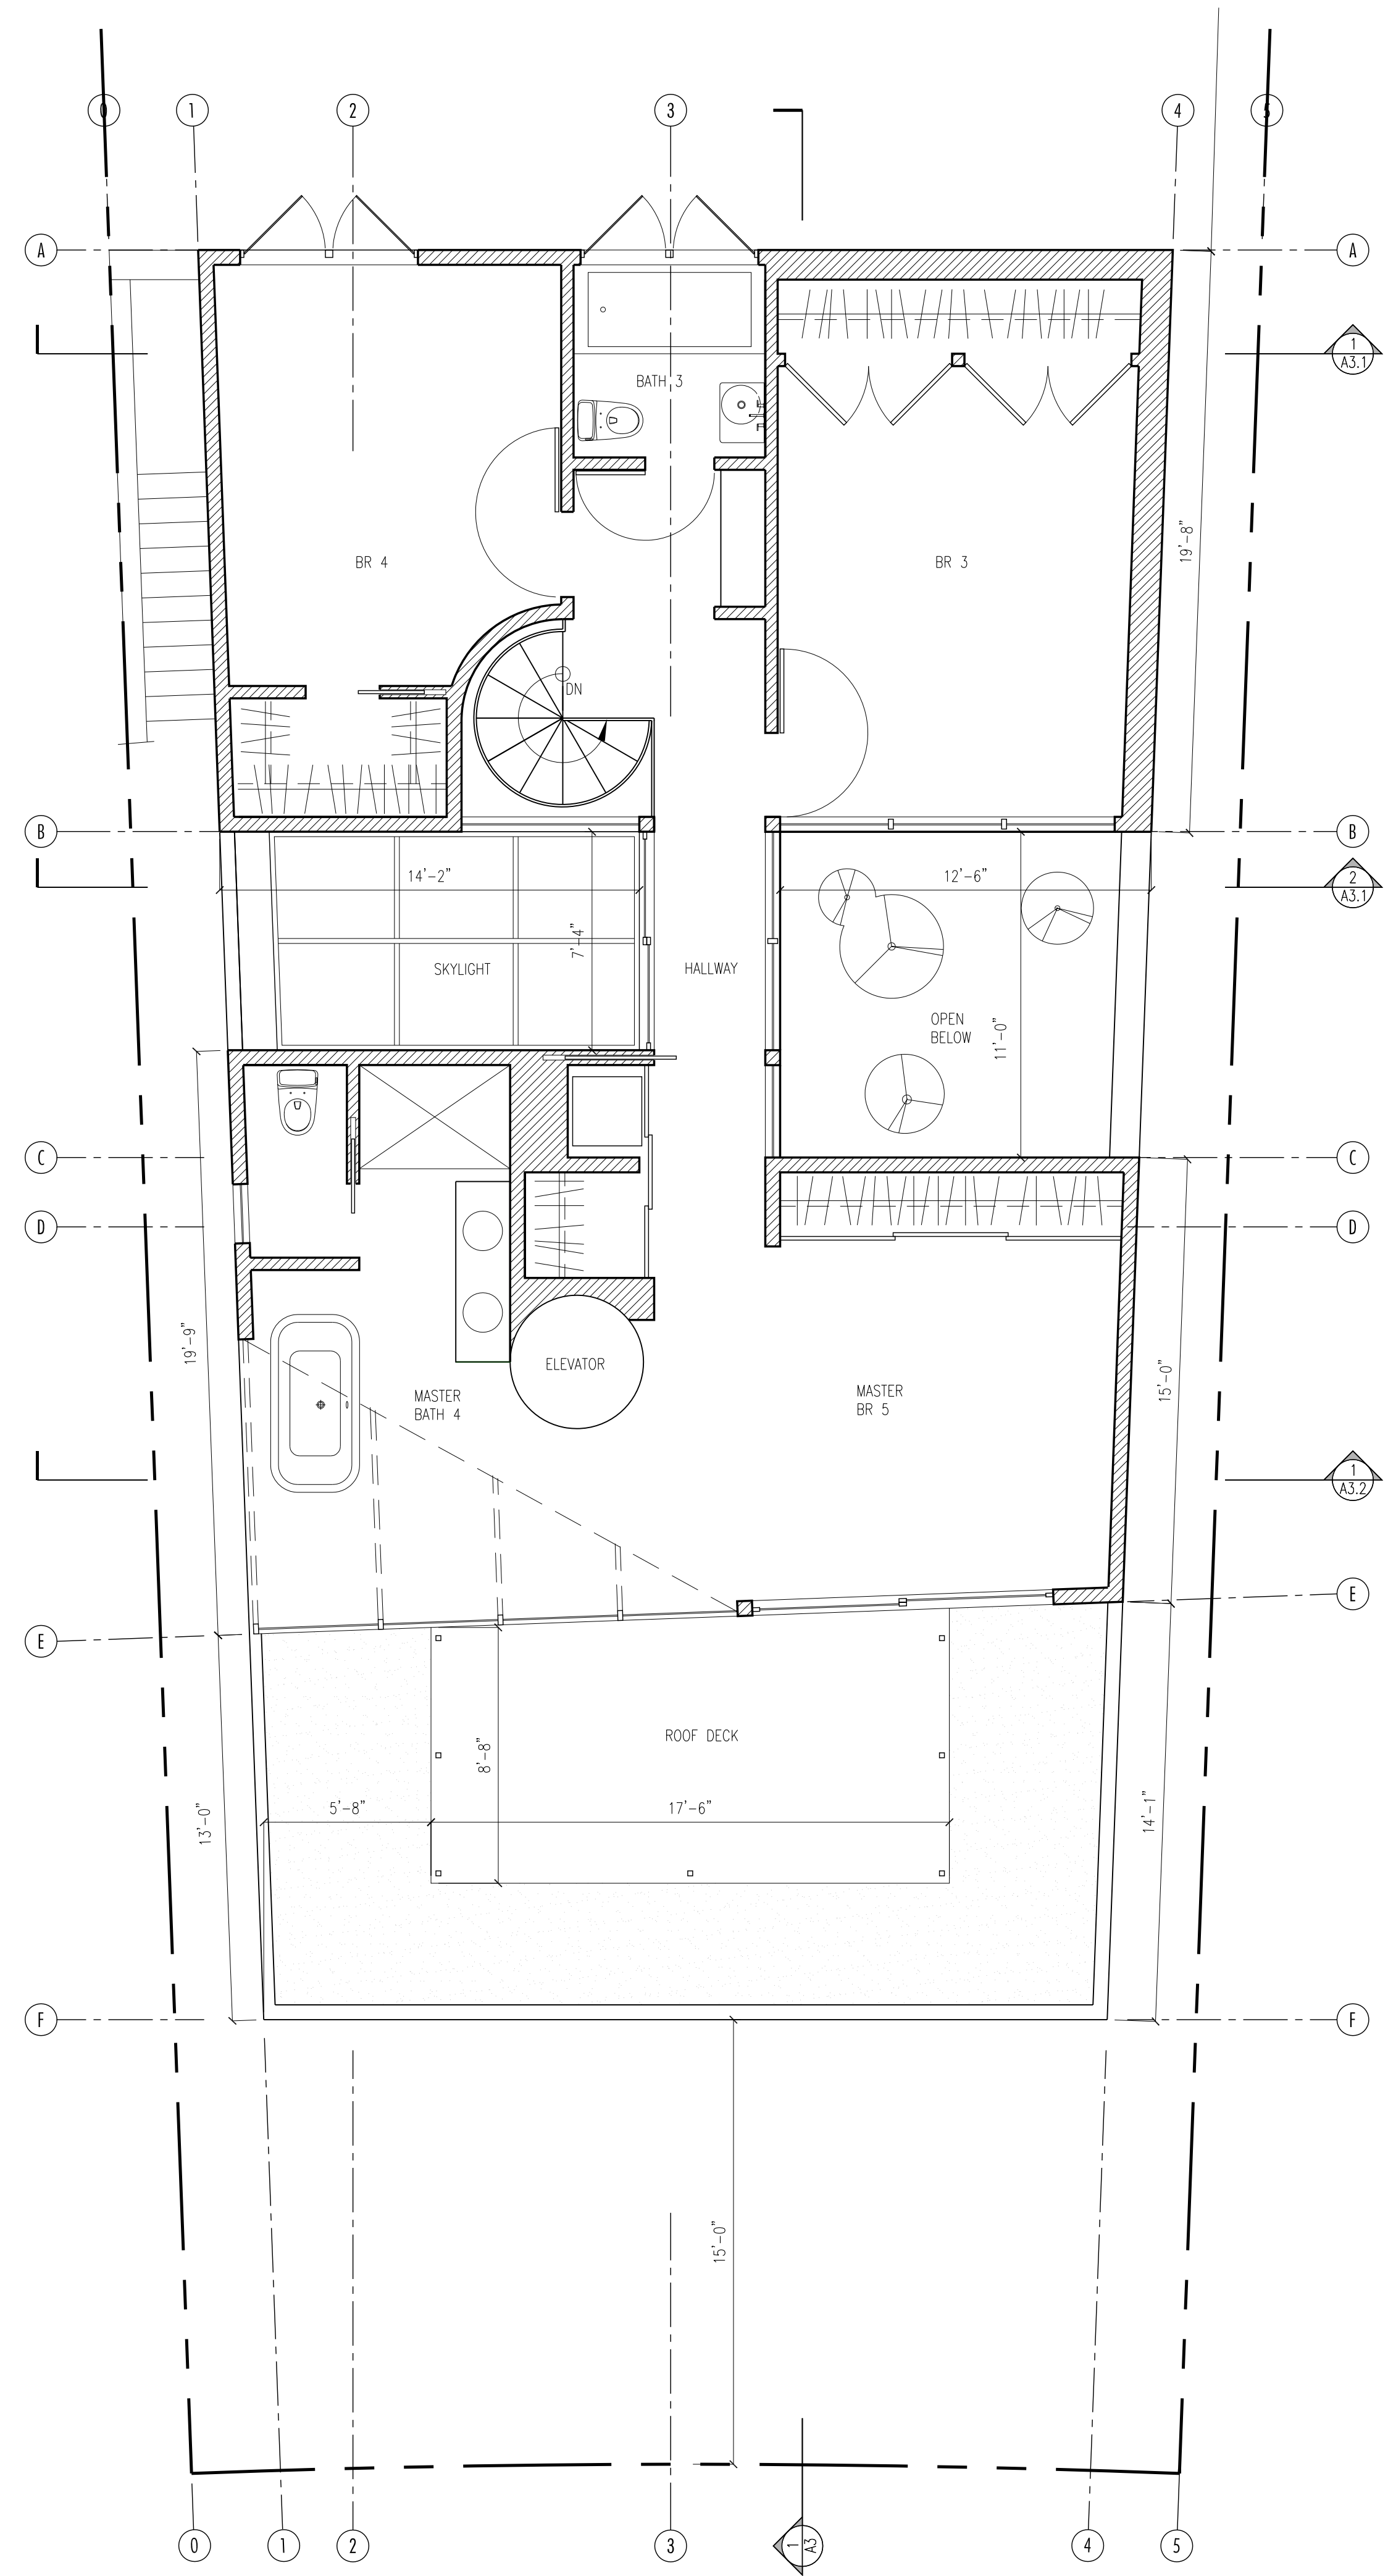 0
1
2
3
4
5
A
A
1
A3.1
BATH 3
19'-8"
BR 4
BR 3
DN
B
B
2
A3.1
14'-2"
12'-6"
7'-4"
SKYLIGHT
HALLWAY
OPEN
BELOW
11'-0"
C
C
D
D
19'-9"
ELEVATOR
MASTER
BATH 4
MASTER
BR 5
15'-0"
1
A3.2
E
E
ROOF DECK
8'-8"
5'-8"
17'-6"
13'-0"
14'-1"
F
F
15'-0"
0
1
2
3
1
A3
4
5